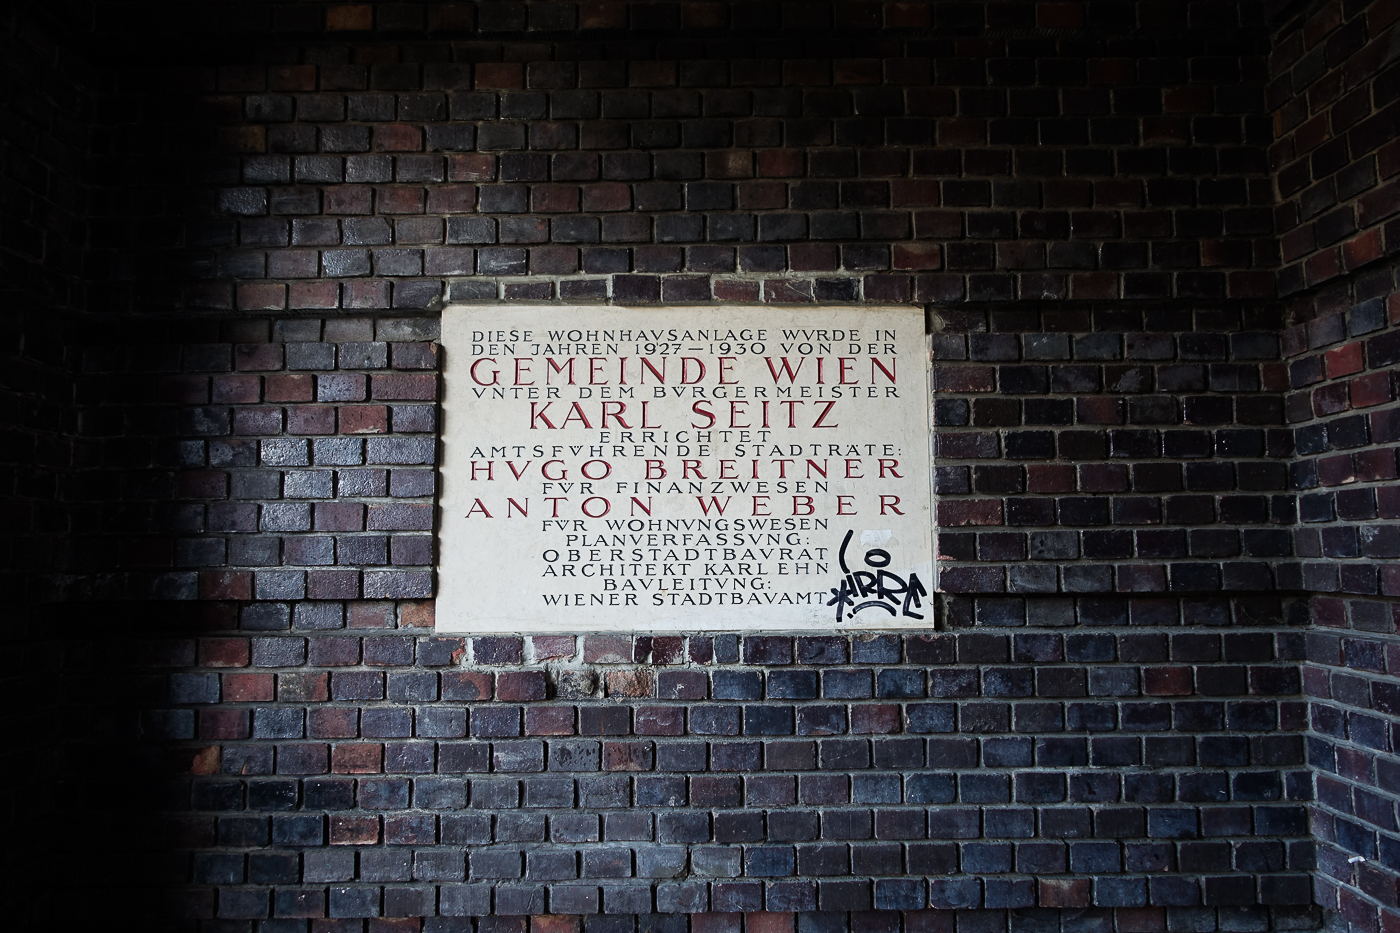 DIESE WOHNHAVSANLAGE WVRDE IN
DEN JAHREN 1927–1930 VON DER
GEMEINDE WIEN
VNTER DEM BVRGERMEISTER
KARL SEITZ
ERRICHTET
AMTSFVHRENDE STADTRÄTE:
HVGO BREITNER
FVR FINANZWESEN
ANTON WEBER
FVR WOHNVNGSWESEN
PLANVERFASSVNG:
OBERSTADTBAVRAT
ARCHITEKT KARL EHN
BAVLEITVNG:
WIENER STADTBAVAMT